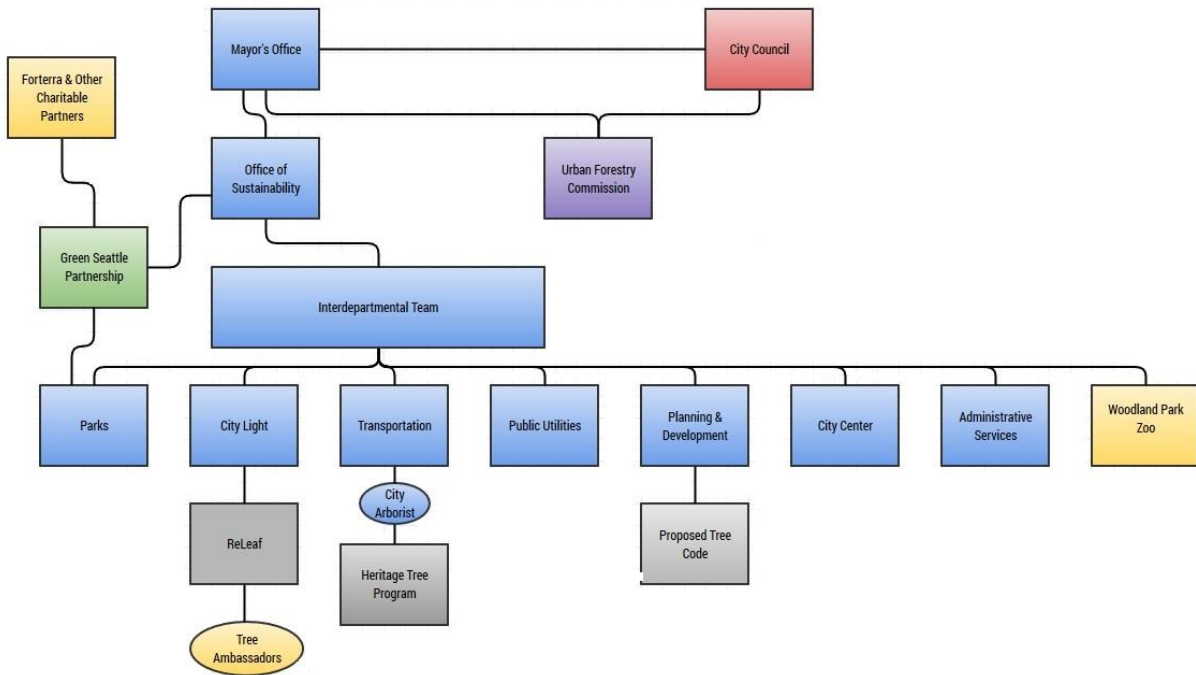 Mayor's Office
City Council
Forterra & Other
Charitable
Partners
Office of
Sustainability
Urban Forestry
Commission
Green Seattle
Partnership
Interdepartmental Team
Parks
City Light
Transportation
Public Utilities
Planning &
Development
City Center
Administrative
Services
Woodland Park
Zoo
City
Arborist
ReLeaf
Heritage Tree
Program
Proposed Tree
Code
Tree
Ambassadors